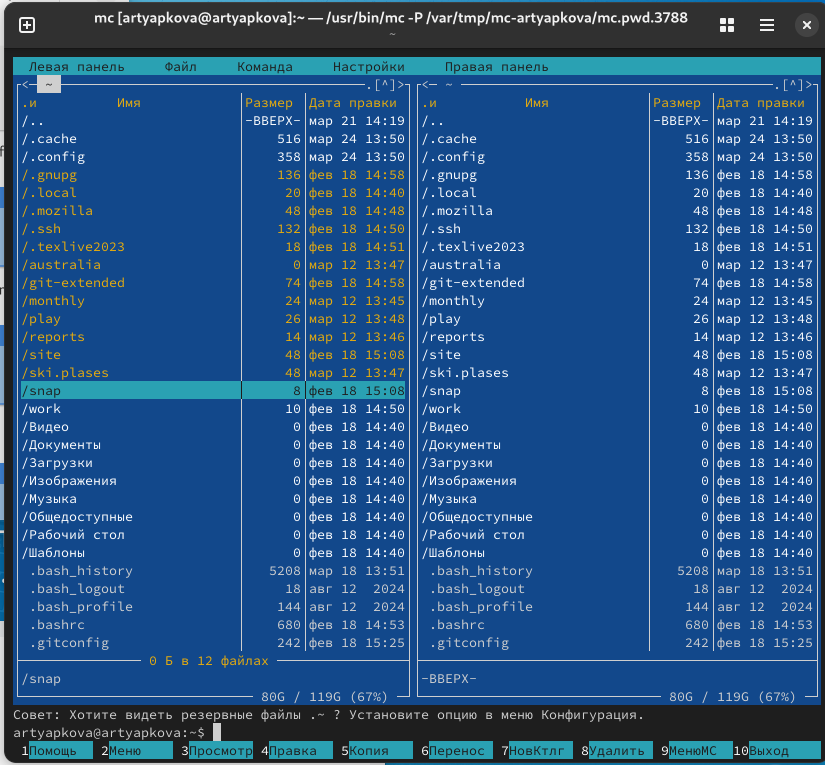 mc [artyapkova@artyapkova]:~ — /usr/bin/mc -P /var/tmp/mc-artyapkova/mc.pwd.3788
~
Левая панель Файл Команда Настройки Правая панель
<— ~ .[^]> <— ~ .[^]>
.и Имя Размер Дата правки .и Имя Размер Дата правки
/.. -ВВЕРХ- мар 21 14:19 /.. -ВВЕРХ- мар 21 14:19
/.cache 516 мар 24 13:50 /.cache 516 мар 24 13:50
/.config 358 мар 24 13:50 /.config 358 мар 24 13:50
/.gnupg 136 фев 18 14:58 /.gnupg 136 фев 18 14:58
/.local 20 фев 18 14:40 /.local 20 фев 18 14:40
/.mozilla 48 фев 18 14:48 /.mozilla 48 фев 18 14:48
/.ssh 132 фев 18 14:50 /.ssh 132 фев 18 14:50
/.texlive2023 18 фев 18 14:51 /.texlive2023 18 фев 18 14:51
/australia 0 мар 12 13:47 /australia 0 мар 12 13:47
/git-extended 74 фев 18 14:58 /git-extended 74 фев 18 14:58
/monthly 24 мар 12 13:45 /monthly 24 мар 12 13:45
/play 26 мар 12 13:48 /play 26 мар 12 13:48
/reports 14 мар 12 13:46 /reports 14 мар 12 13:46
/site 48 фев 18 15:08 /site 48 фев 18 15:08
/ski.plases 48 мар 12 13:47 /ski.plases 48 мар 12 13:47
/snap 8 фев 18 15:08 /snap 8 фев 18 15:08
/work 10 фев 18 14:50 /work 10 фев 18 14:50
/Видео 0 фев 18 14:40 /Видео 0 фев 18 14:40
/Документы 0 фев 18 14:40 /Документы 0 фев 18 14:40
/Загрузки 0 фев 18 14:40 /Загрузки 0 фев 18 14:40
/Изображения 0 фев 18 14:40 /Изображения 0 фев 18 14:40
/Музыка 0 фев 18 14:40 /Музыка 0 фев 18 14:40
/Общедоступные 0 фев 18 14:40 /Общедоступные 0 фев 18 14:40
/Рабочий стол 0 фев 18 14:40 /Рабочий стол 0 фев 18 14:40
/Шаблоны 0 фев 18 14:40 /Шаблоны 0 фев 18 14:40
.bash_history 5208 мар 18 13:51 .bash_history 5208 мар 18 13:51
.bash_logout 18 авг 12 2024 .bash_logout 18 авг 12 2024
.bash_profile 144 авг 12 2024 .bash_profile 144 авг 12 2024
.bashrc 680 фев 18 14:53 .bashrc 680 фев 18 14:53
.gitconfig 242 фев 18 15:25 .gitconfig 242 фев 18 15:25
0 Б в 12 файлах
/snap -ВВЕРХ-
80G / 119G (67%) 80G / 119G (67%)
Совет: Хотите видеть резервные файлы .~ ? Установите опцию в меню Конфигурация.
artyapkova@artyapkova:~$
1Помощь 2Меню 3Просмотр 4Правка 5Копия 6Перенос 7НовКтлг 8Удалить 9МенюMC 10Выход